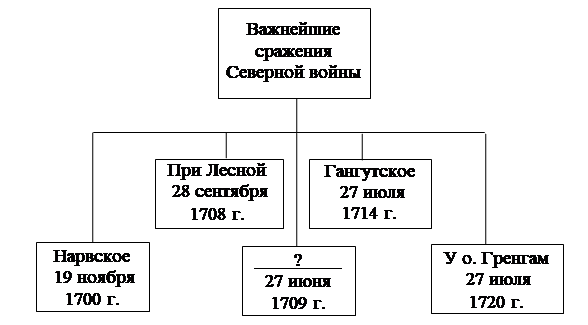 Важнейшие
сражения
Северной войны
При Лесной
28 сентября
1708 г.
Гангутское
27 июля
1714 г.
Нарвское
19 ноября
1700 г.
?
27 июня
1709 г.
У о. Гренгам
27 июля
1720 г.